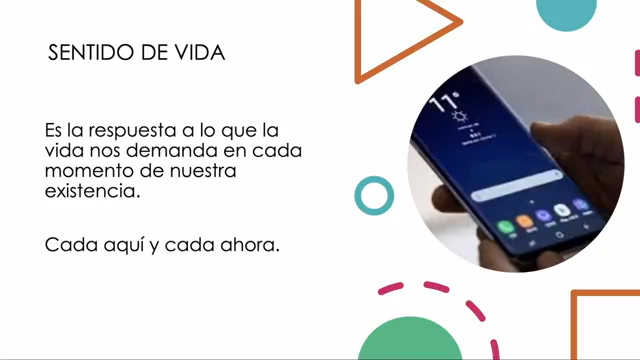 SENTIDO DE VIDA
Es la respuesta a lo que la
vida nos demanda en cada
momento de nuestra
existencia.
Cada aquí y cada ahora.
11°